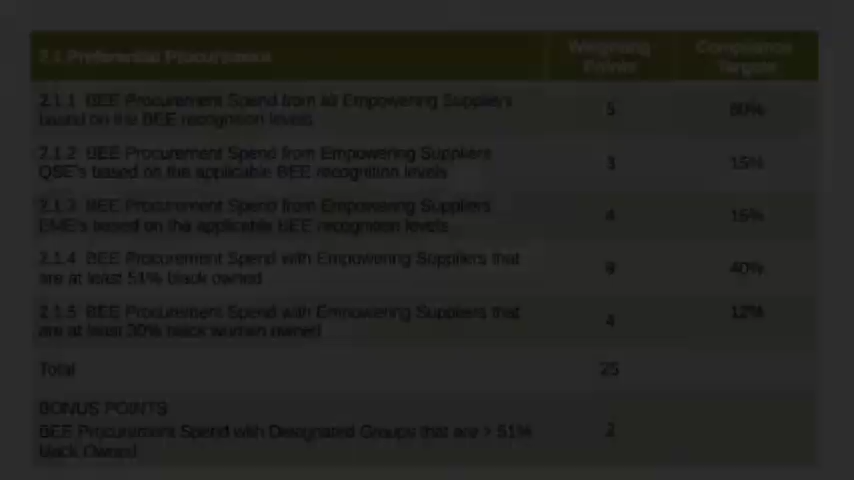 2.1 Preferential Procurement
Weighting
Points
Compliance
Targets
2.1.1 BEE Procurement Spend from all Empowering Suppliers
based on the BEE recognition levels
5
80%
2.1.2 BEE Procurement Spend from Empowering Suppliers
QSE's based on the applicable BEE recognition levels
3
15%
2.1.3 BEE Procurement Spend from Empowering Suppliers
EME's based on the applicable BEE recognition levels
4
15%
2.1.4 BEE Procurement Spend with Empowering Suppliers that
are at least 51% black owned
9
40%
2.1.5 BEE Procurement Spend with Empowering Suppliers that
are at least 30% black women owned
4
12%
Total
25
BONUS POINTS
BEE Procurement Spend with Designated Groups that are > 51%
black Owned
2